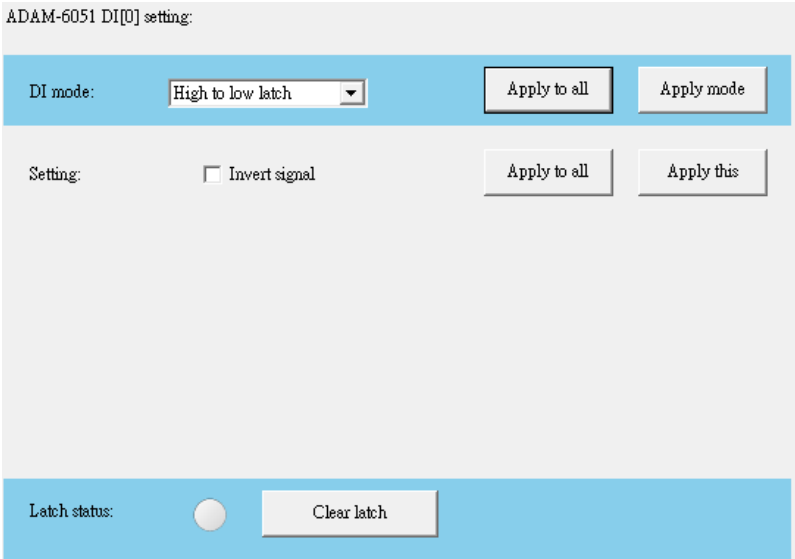 ADAM-6051 DI[0] setting:
DI mode: High to low latch Apply to all Apply mode
Setting: Invert signal Apply to all Apply this
Latch status: Clear latch